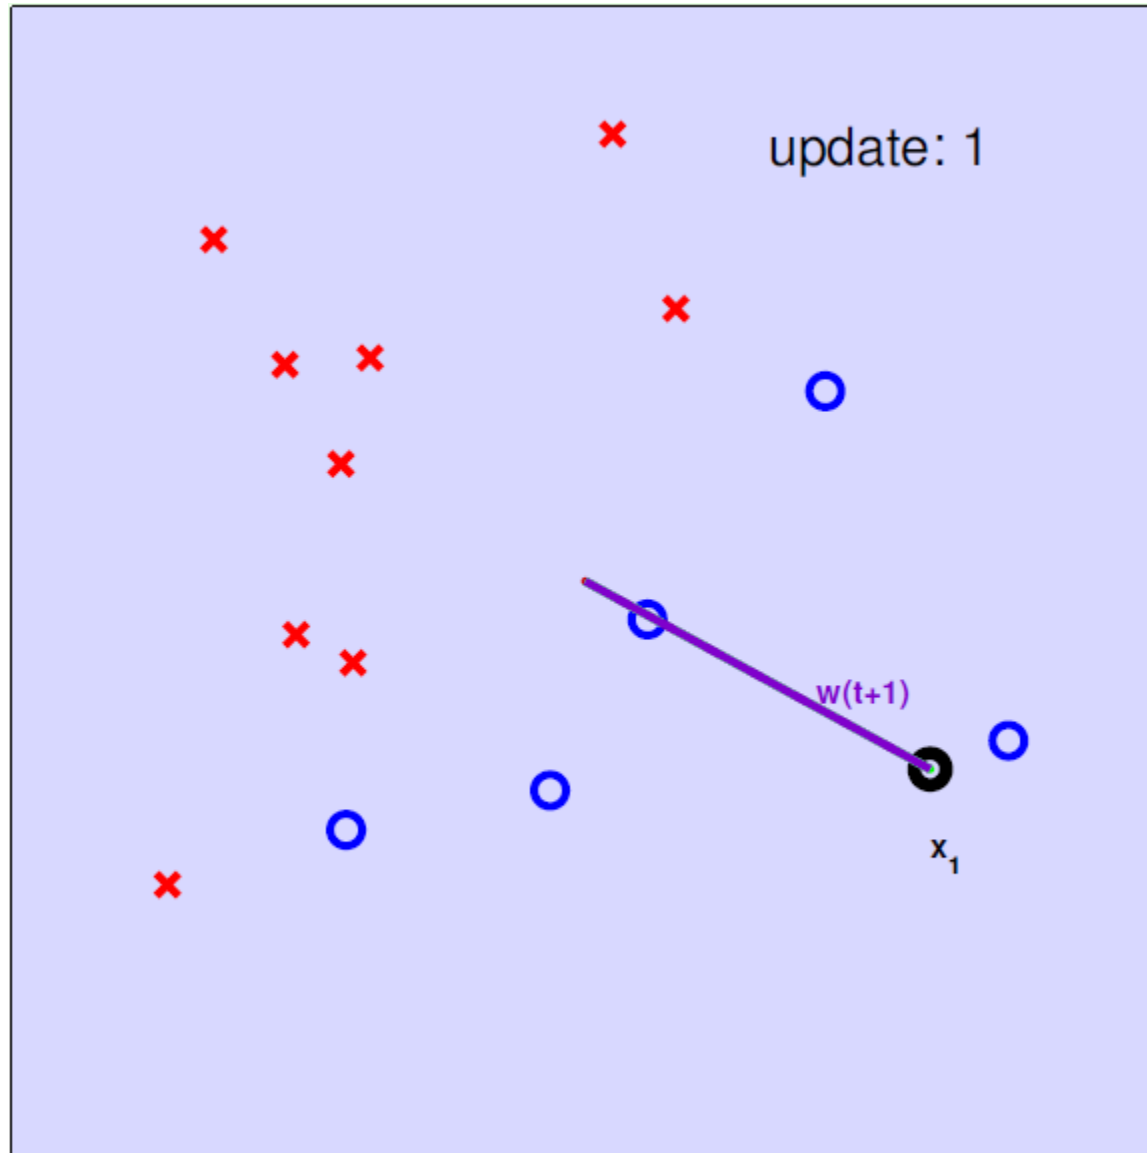 update: 1
w(t+1)
x₁